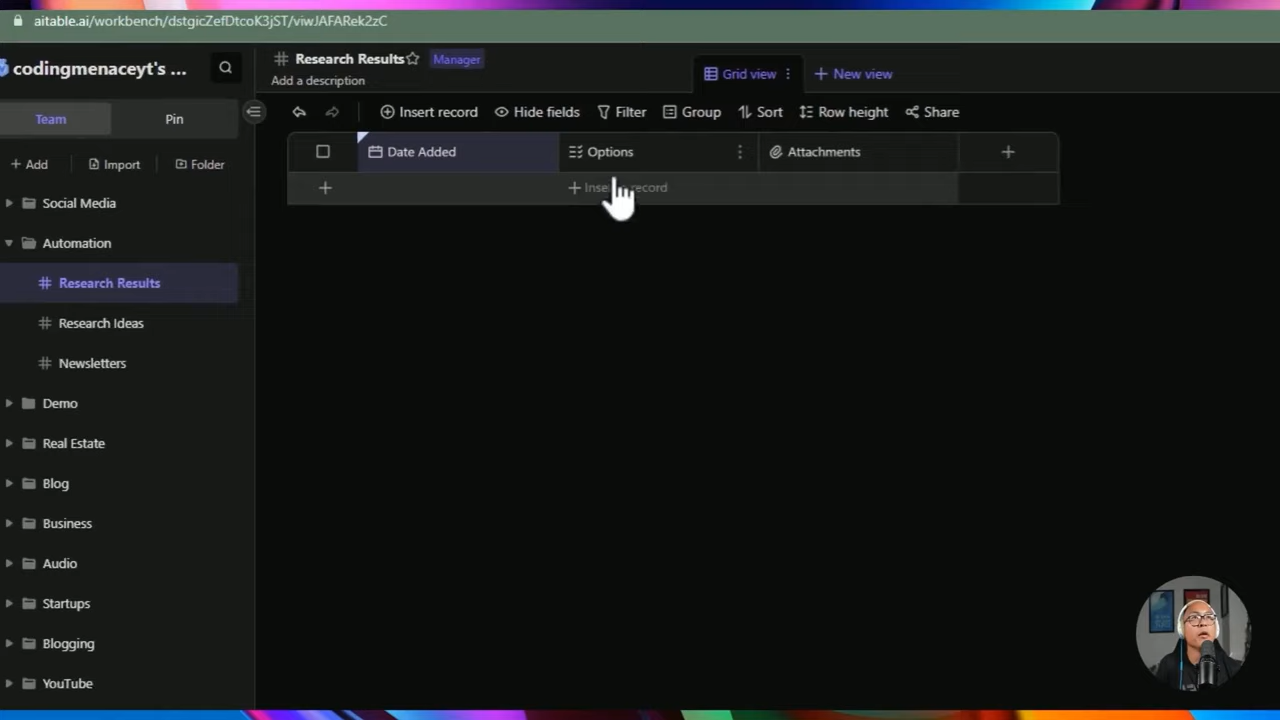 aitable.ai/workbench/dstgicZefDtcoK3jST/viwJAFARek2zC
codingmenaceyt's ...
Team
Pin
Add
Import
Folder
Social Media
Automation
Research Results
Research Ideas
Newsletters
Demo
Real Estate
Blog
Business
Audio
Startups
Blogging
YouTube
Research Results
Manager
Add a description
Grid view
New view
Insert record
Hide fields
Filter
Group
Sort
Row height
Share
Date Added
Options
Attachments
record